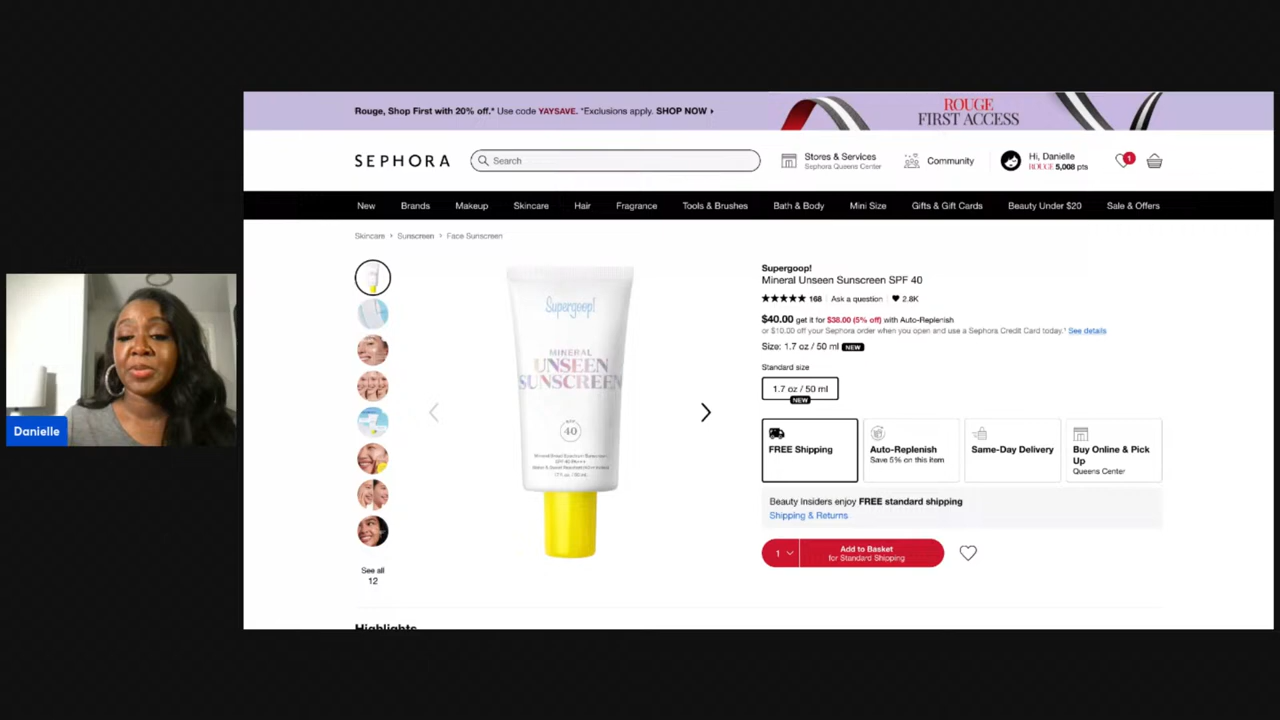 Rouge, Shop First with 20% off.* Use code YAYSAVE. *Exclusions apply. SHOP NOW
ROUGE
FIRST ACCESS
SEPHORA
Search
Stores & Services
Sephora Queens Center
Community
Hi, Danielle
ROUGE 5,008 pts
1
New Brands Makeup Skincare Hair Fragrance Tools & Brushes Bath & Body Mini Size Gifts & Gift Cards Beauty Under $20 Sale & Offers
Skincare > Sunscreen > Face Sunscreen
Supergoop!
MINERAL
UNSEEN
SUNSCREEN
40
See all
12
Supergoop!
Mineral Unseen Sunscreen SPF 40
168 Ask a question 2.8K
$40.00 get it for $38.00 (5% off) with Auto-Replenish
or $10.00 off your Sephora order when you open and use a Sephora Credit Card today.* See details
Size: 1.7 oz / 50 ml NEW
Standard size
1.7 oz / 50 ml
NEW
FREE Shipping
Auto-Replenish
Save 5% on this item
Same-Day Delivery
Buy Online & Pick
Up
Queens Center
Beauty Insiders enjoy FREE standard shipping
Shipping & Returns
1
Add to Basket
for Standard Shipping
Highlights
Danielle